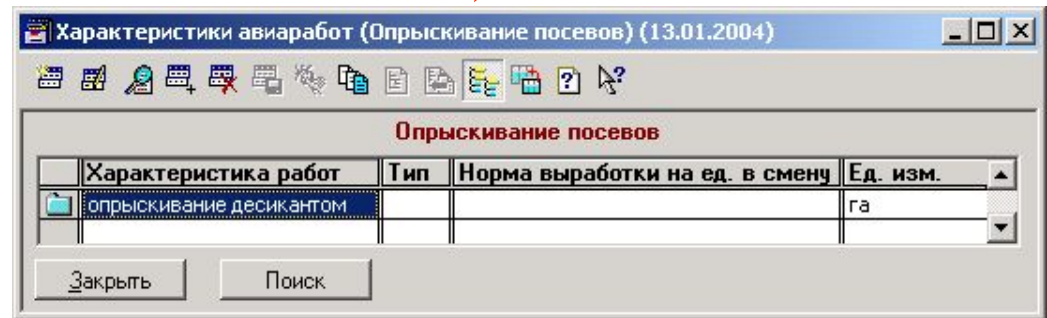 Характеристики авиаработ (Опрыскивание посевов) (13.01.2004)
Опрыскивание посевов
Характеристика работ Тип Норма выработки на ед. в смену Ед. изм.
опрыскивание десикантом га
Закрыть Поиск